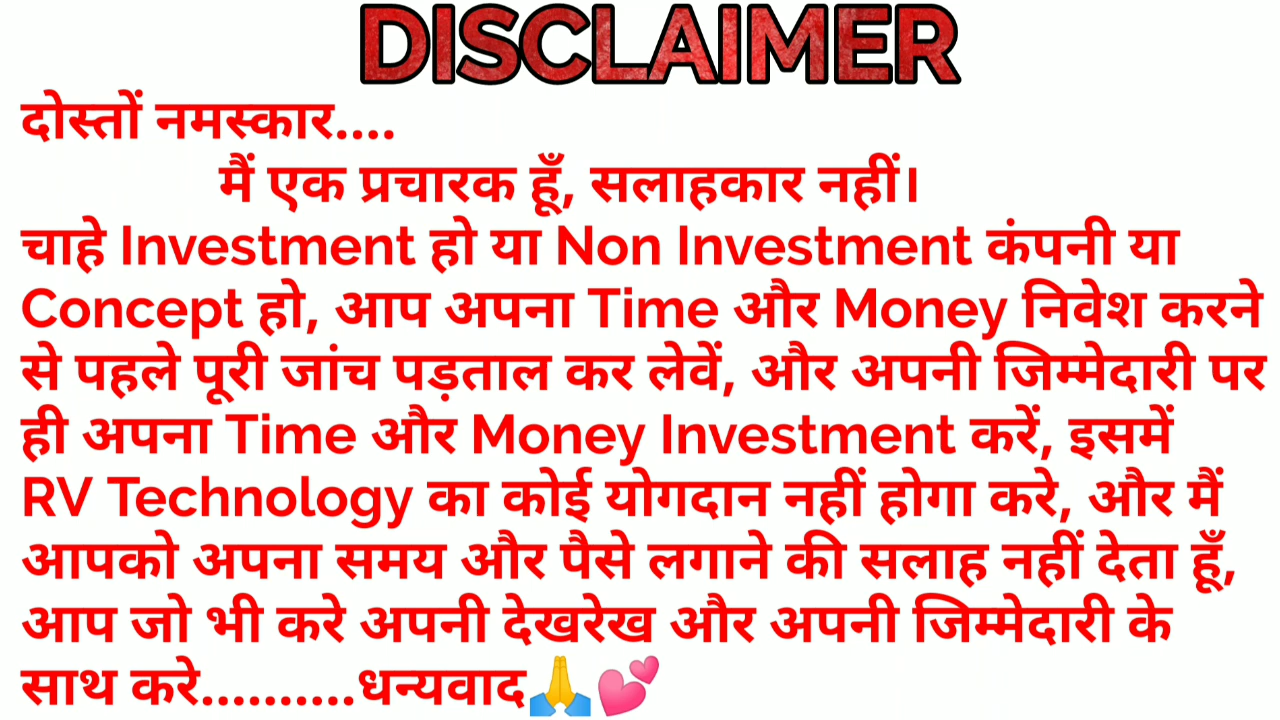 DISCLAIMER
दोस्तों नमस्कार....
मैं एक प्रचारक हूँ, सलाहकार नहीं।
चाहे Investment हो या Non Investment कंपनी या
Concept हो, आप अपना Time और Money निवेश करने
से पहले पूरी जांच पड़ताल कर लेवें, और अपनी जिम्मेदारी पर
ही अपना Time और Money Investment करें, इसमें
RV Technology का कोई योगदान नहीं होगा करे, और मैं
आपको अपना समय और पैसे लगाने की सलाह नहीं देता हूँ,
आप जो भी करे अपनी देखरेख और अपनी जिम्मेदारी के
साथ करे..........धन्यवाद🙏💕